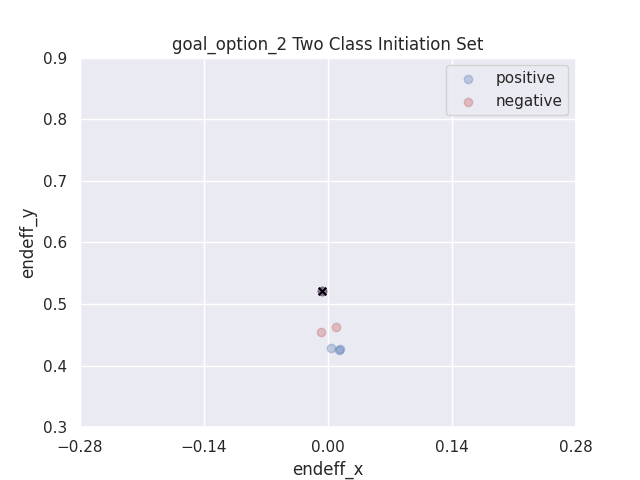 goal_option_2 Two Class Initiation Set
positive
negative
endeff_y
0.9
0.8
0.7
0.6
0.5
0.4
0.3
−0.28
−0.14
0.00
0.14
0.28
endeff_x